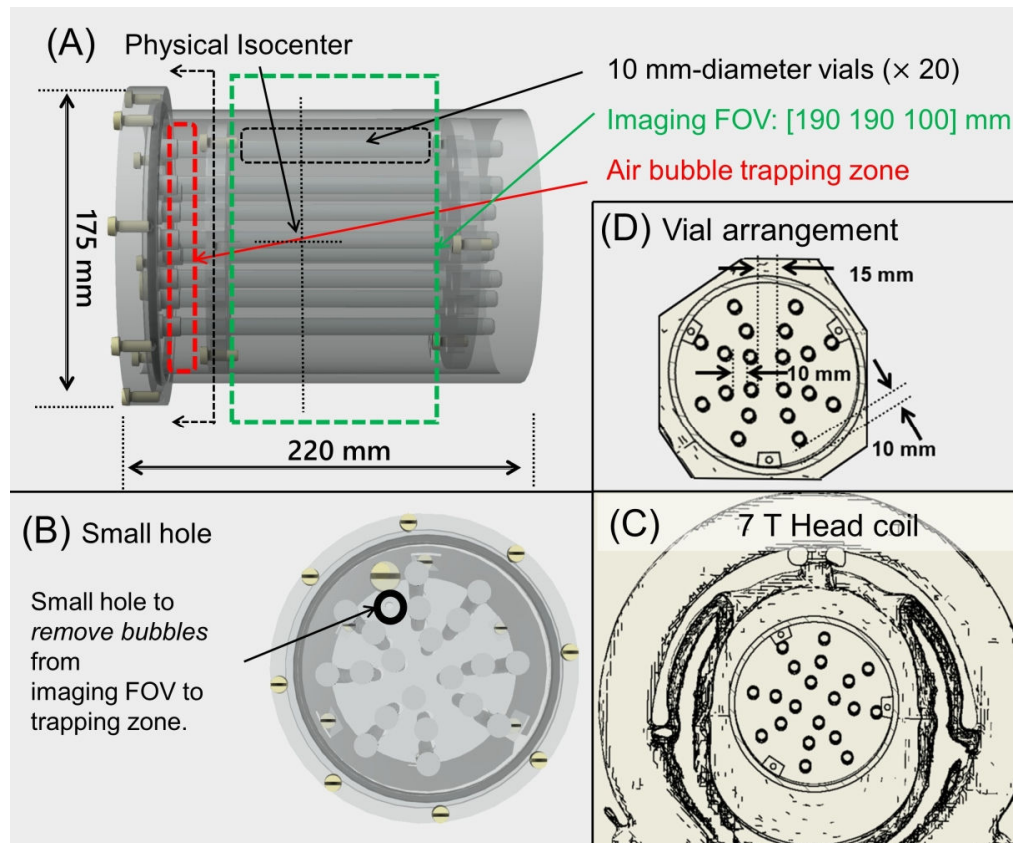 (A)
Physical Isocenter
10 mm-diameter vials (× 20)
Imaging FOV: [190 190 100] mm
Air bubble trapping zone
175 mm
220 mm
(D) Vial arrangement
15 mm
10 mm
10 mm
(B) Small hole
Small hole to
remove bubbles
from
imaging FOV to
trapping zone.
(C) 7 T Head coil